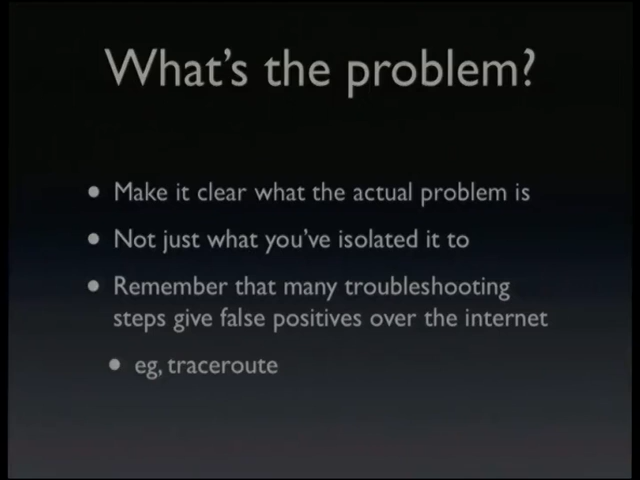 What's the problem?
• Make it clear what the actual problem is
• Not just what you've isolated it to
• Remember that many troubleshooting
steps give false positives over the internet
• eg, traceroute